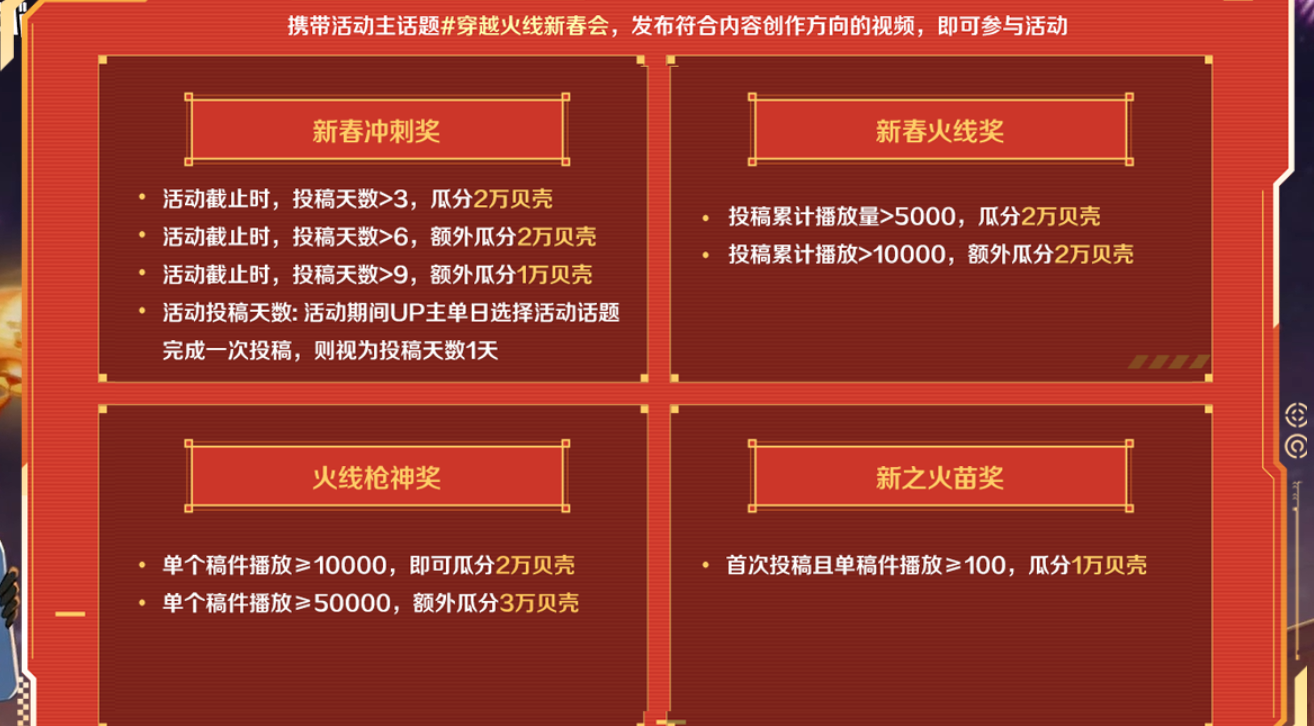 携带活动主话题#穿越火线新春会，发布符合内容创作方向的视频，即可参与活动
新春冲刺奖
活动截止时，投稿天数>3，瓜分2万贝壳
活动截止时，投稿天数>6，额外瓜分2万贝壳
活动截止时，投稿天数>9，额外瓜分1万贝壳
活动投稿天数: 活动期间UP主单日选择活动话题
完成一次投稿，则视为投稿天数1天
新春火线奖
投稿累计播放量>5000，瓜分2万贝壳
投稿累计播放>10000，额外瓜分2万贝壳
火线枪神奖
单个稿件播放≥10000，即可瓜分2万贝壳
单个稿件播放≥50000，额外瓜分3万贝壳
新之火苗奖
首次投稿且单稿件播放≥100，瓜分1万贝壳